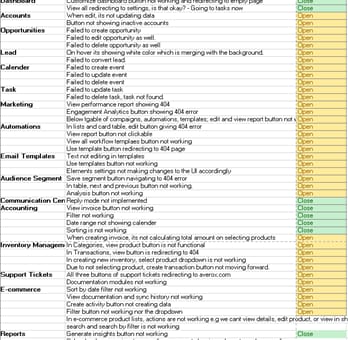 Dashboard Customize dashboard button not working and redirecting to empty page Close
View all redirecting to settings, is that okay? - Going to tasks now Close
Accounts When edit, its not updating data Open
Button not showing inactive accounts Open
Opportunities Failed to create opportunity Open
Failed to edit opportunity as well. Open
Failed to delete opportunity as well Open
Lead On hover its showing white color which is merging with the background. Open
Failed to convert lead. Open
Calender Failed to create event Open
Failed to update event Open
Failed to delete event Open
Task Failed to update task Open
Failed to delete task, task not found. Open
Marketing View performance report showing 404 Open
Engagement Analytics button showing 404 error Open
Below tgable of compaigns, automations, templates; edit and view report button not w Open
Automations In lists and card table, edit button giving 404 error Open
View report button not clickable Open
View all workflow templaes button not working Open
Use template button redirecting to 404 page Open
Email Templates Text not editing in templates Open
Use templates button not working Open
Elements settings not making changes to the UI accordingly Open
Audience Segment Save segment button navigating to 404 error Open
In table, next and previous button not working. Open
Analysis button not working Open
Communication Cen Reply mode not implemented Close
Accounting View invoice button not working Close
Filter not working Close
Date range not showing calender Close
Sorting is not working Close
When creating invoice, its not calculating total amount on selecting products Open
Inventory Managem In Categories, view product button is not functional Open
In Transactions, view button is redirecting to 404 Open
In creating new inventory, select product dropdown is not working Open
Due to not selecting product, create transaction button not moving forward. Open
Support Tickets All three buttons of support tickets redirecting to averox.com Open
Documentation modules not working Open
E-commerce Sort by date filter not working Open
View documentation and sync history not working Open
Create activity button not creating data Open
Filter button not working nor the dropdown Open
In e-commerce product lists, actions are not working e.g we cant view details, edit product, or view in sh
search and search by filter is not working Open
Reports Generate insights button not working Close